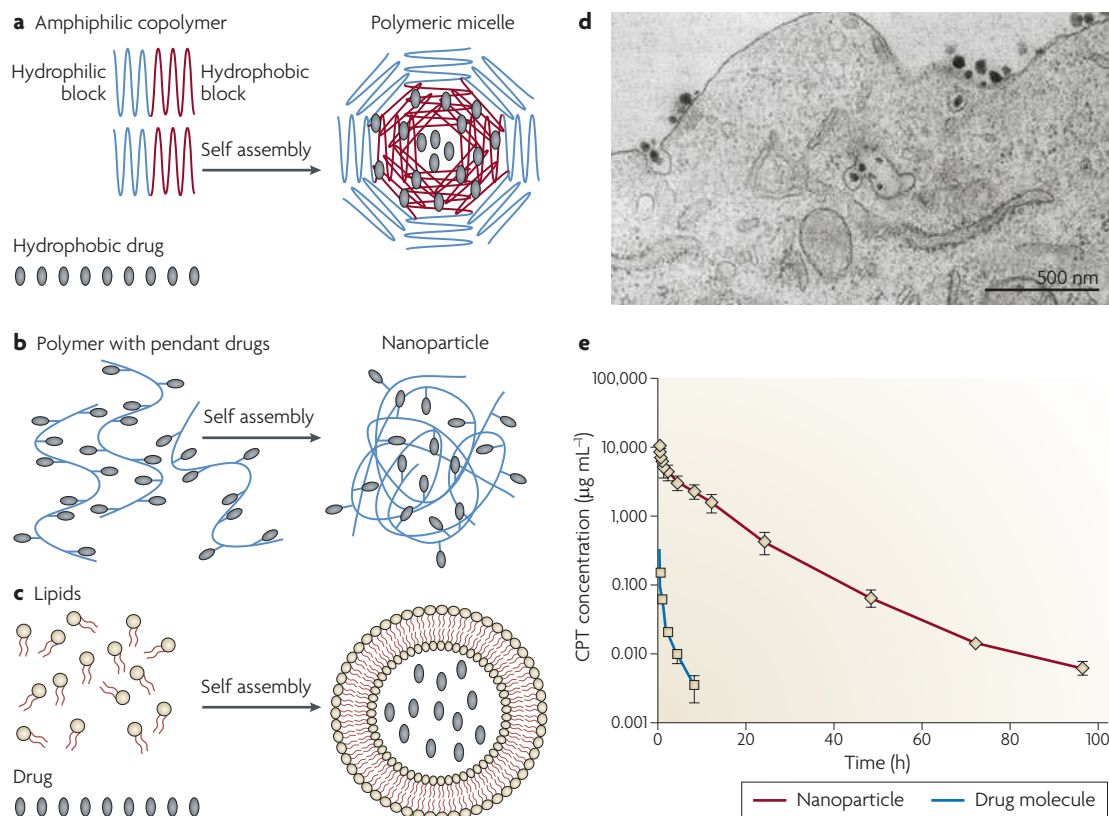 a Amphiphilic copolymer
Hydrophilic
block
Hydrophobic
block
Self assembly
Polymeric micelle
Hydrophobic drug
b Polymer with pendant drugs
Self assembly
Nanoparticle
c Lipids
Self assembly
Drug
d
500 nm
e
CPT concentration (µg mL⁻¹)
100,000
10,000
1,000
0.100
0.010
0.001
0
20
40
60
80
100
Time (h)
Nanoparticle
Drug molecule